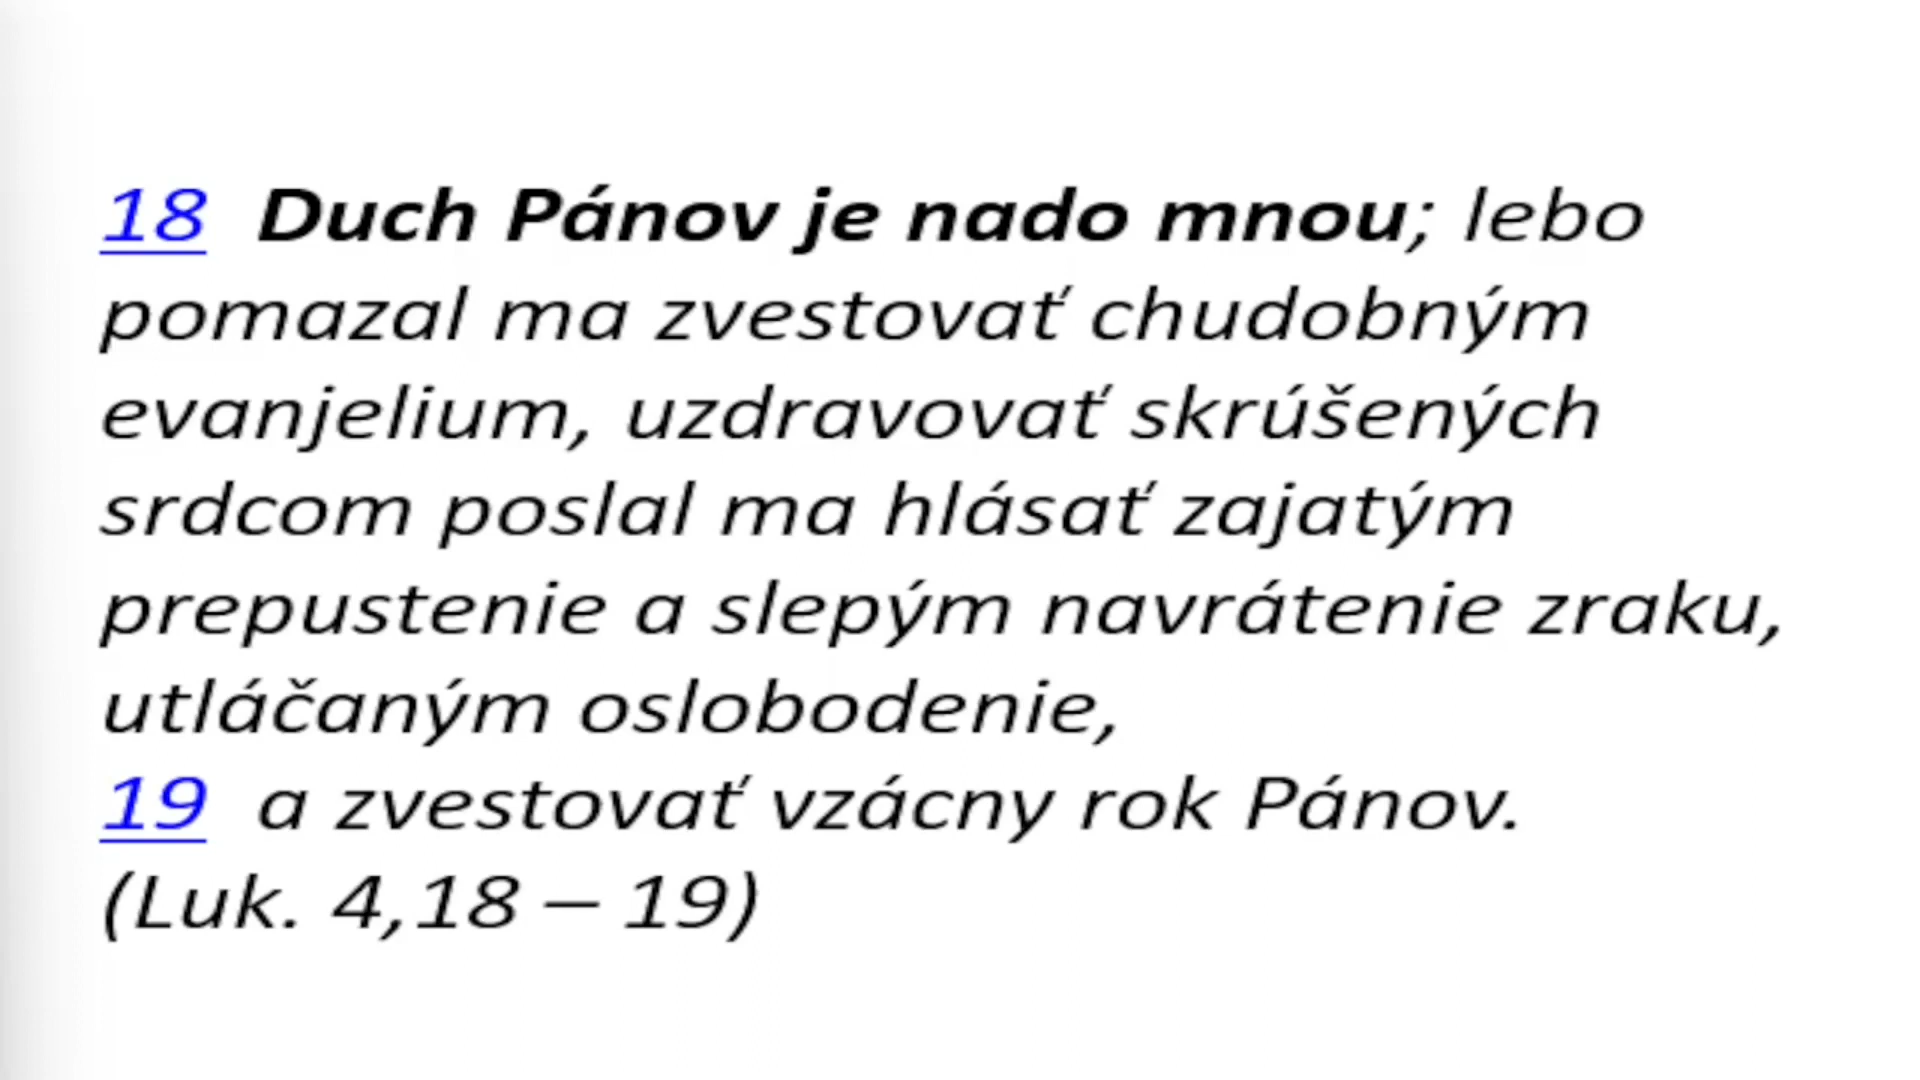 18 Duch Pánov je nado mnou; lebo
pomazal ma zvestovať chudobným
evanjelium, uzdravovať skrúšených
srdcom poslal ma hlásať zajatým
prepustenie a slepým navrátenie zraku,
utláčaným oslobodenie,
19 a zvestovať vzácny rok Pánov.
(Luk. 4,18 – 19)